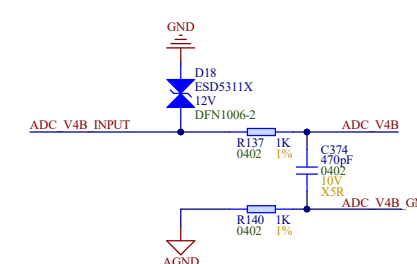 GND
D18
ESD5311X
12V
DFN1006-2
ADC_V4B_INPUT
ADC_V4B
R137 1K
0402 1%
C374
470pF
0402
10V
X5R
ADC_V4B_G
R140 1K
0402 1%
AGND